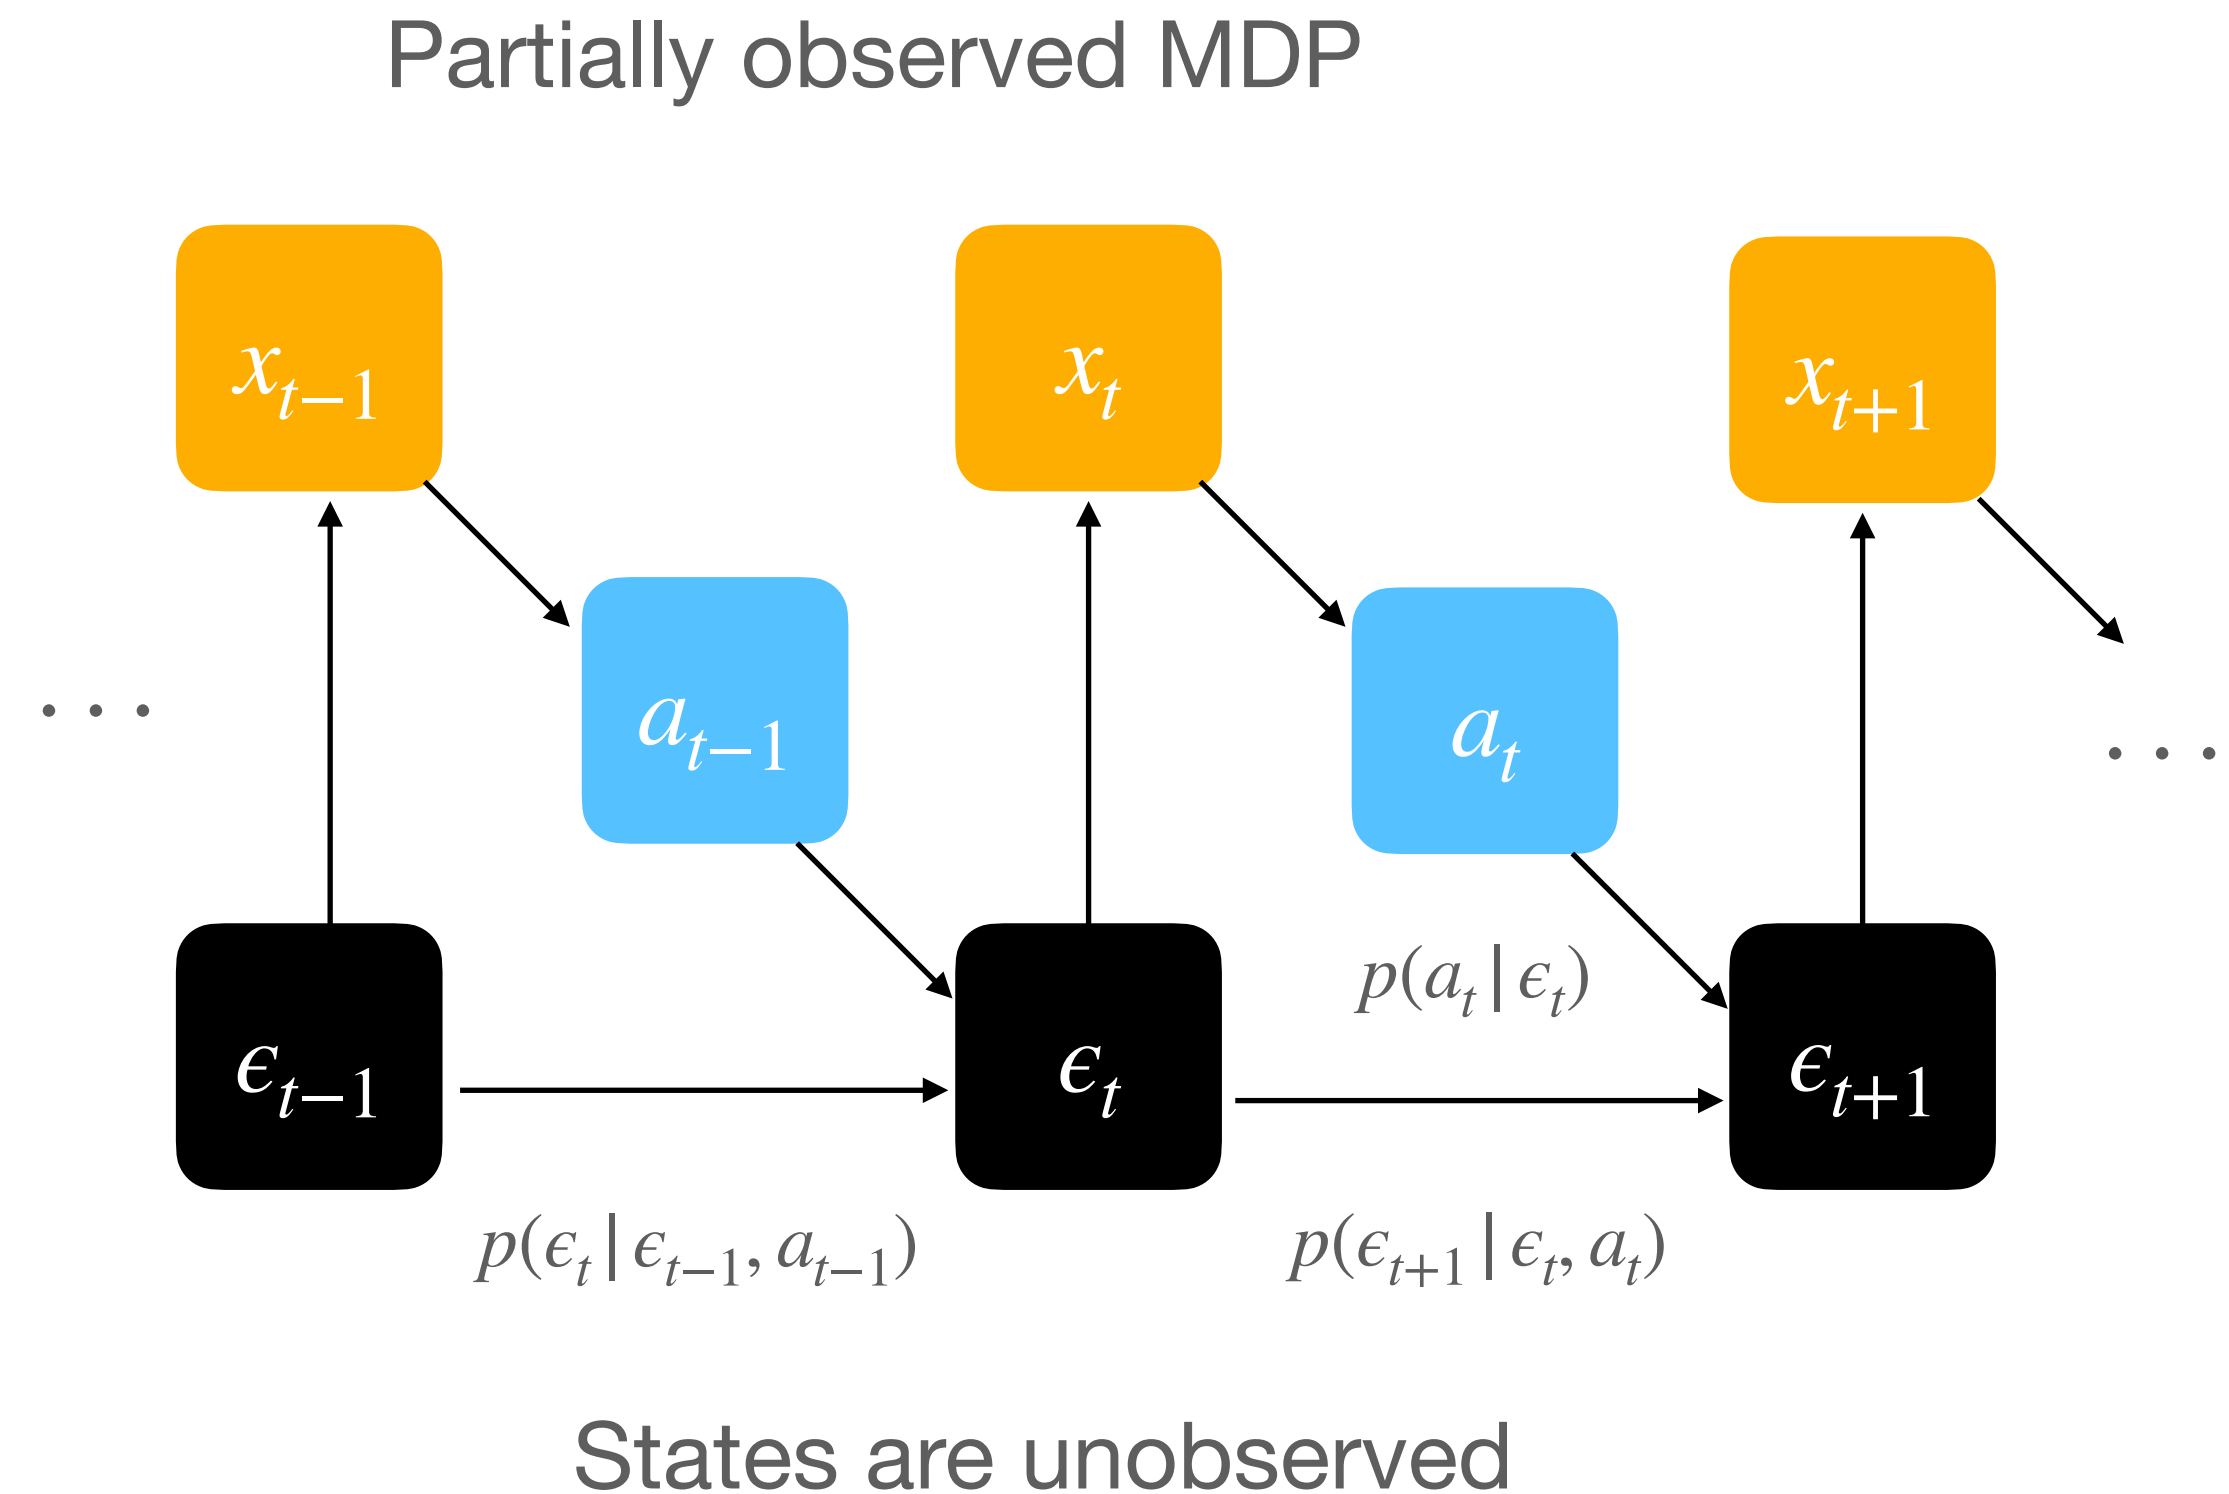 Partially observed MDP
x_{t−1} x_t x_{t+1}
a_{t−1} a_t
. . .
. . .
p(a_t | ϵ_t)
ϵ_{t−1} ϵ_t ϵ_{t+1}
p(ϵ_t | ϵ_{t−1}, a_{t−1}) p(ϵ_{t+1} | ϵ_t, a_t)
States are unobserved